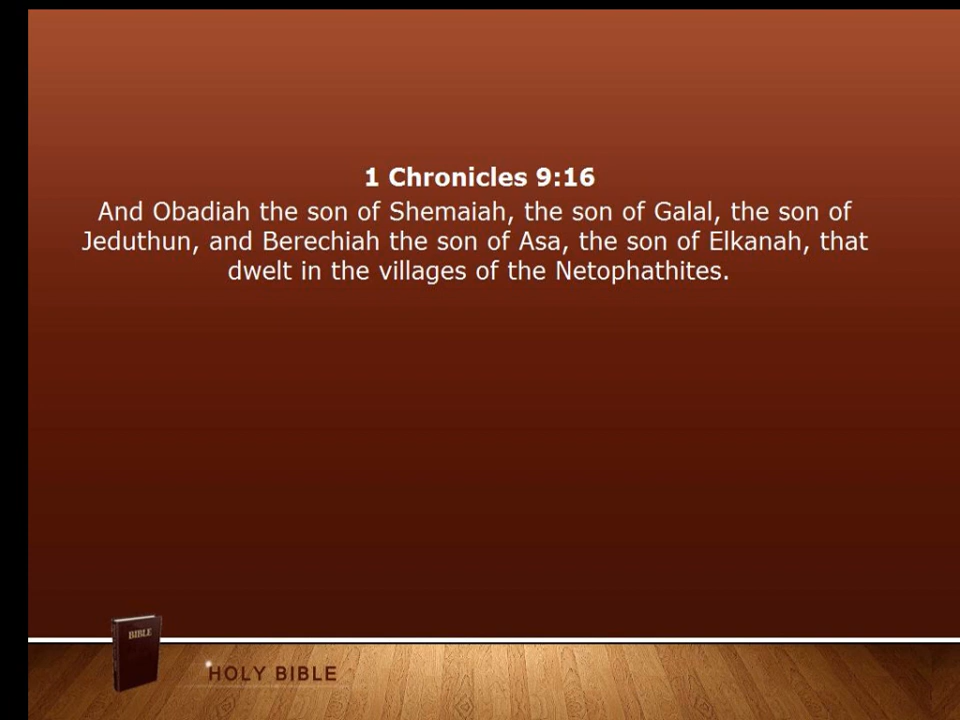 1 Chronicles 9:16
And Obadiah the son of Shemaiah, the son of Galal, the son of
Jeduthun, and Berechiah the son of Asa, the son of Elkanah, that
dwelt in the villages of the Netophathites.
BIBLE
HOLY BIBLE